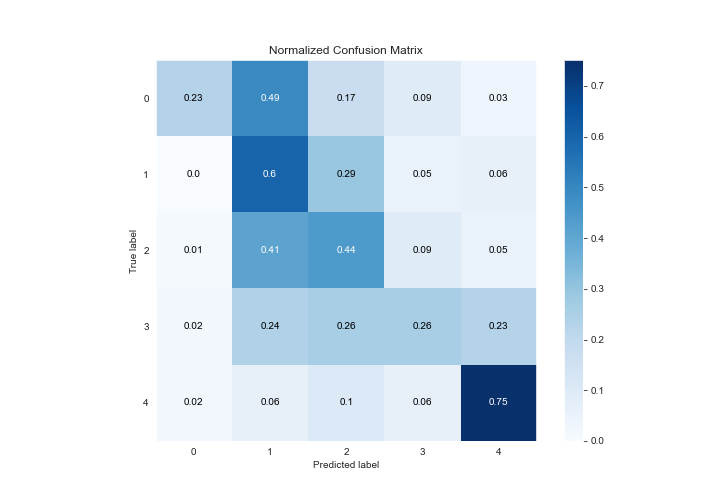 Normalized Confusion Matrix
True label
0 0.23 0.49 0.17 0.09 0.03
1 0.0 0.6 0.29 0.05 0.06
2 0.01 0.41 0.44 0.09 0.05
3 0.02 0.24 0.26 0.26 0.23
4 0.02 0.06 0.1 0.06 0.75
0 1 2 3 4
Predicted label
0.7
0.6
0.5
0.4
0.3
0.2
0.1
0.0